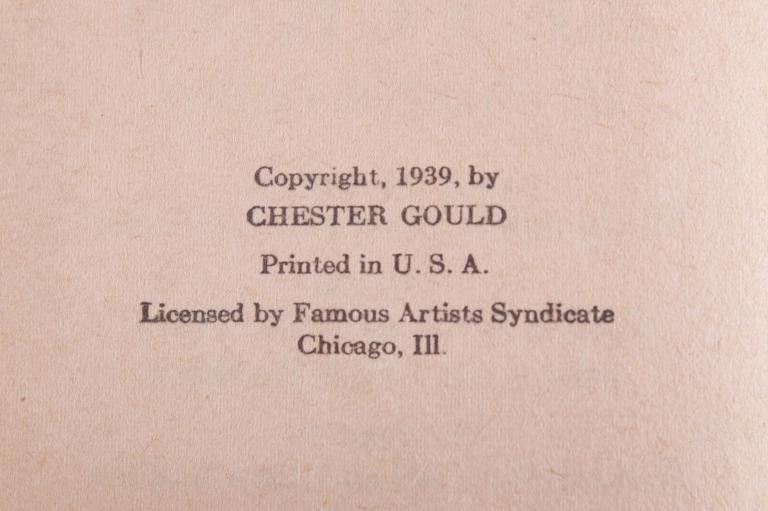 Copyright, 1939, by
CHESTER GOULD
Printed in U. S. A.
Licensed by Famous Artists Syndicate
Chicago, Ill.